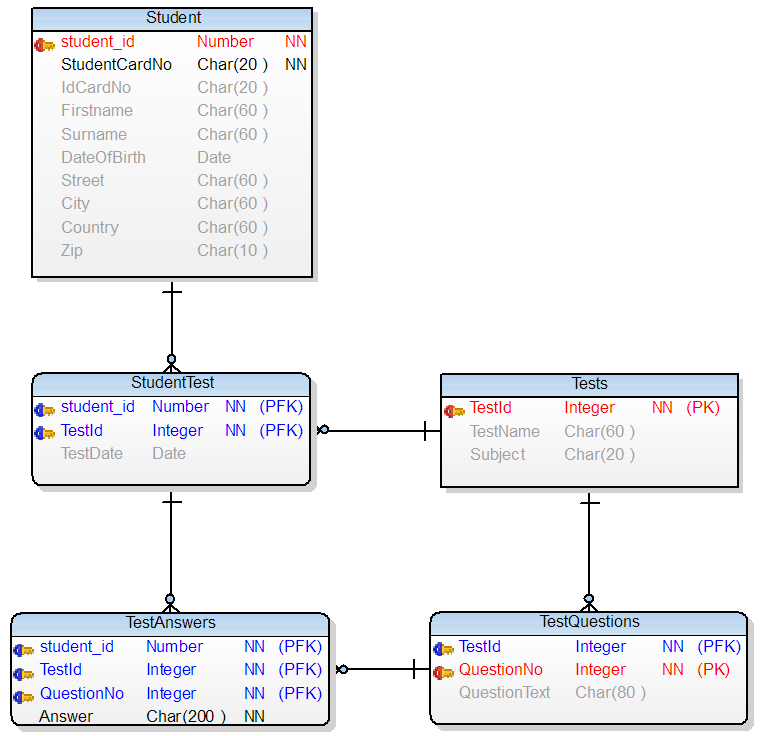 Student
student_id Number NN
StudentCardNo Char(20 ) NN
IdCardNo Char(20 )
Firstname Char(60 )
Surname Char(60 )
DateOfBirth Date
Street Char(60 )
City Char(60 )
Country Char(60 )
Zip Char(10 )
StudentTest
student_id Number NN (PFK)
TestId Integer NN (PFK)
TestDate Date
Tests
TestId Integer NN (PK)
TestName Char(60 )
Subject Char(20 )
TestAnswers
student_id Number NN (PFK)
TestId Integer NN (PFK)
QuestionNo Integer NN (PFK)
Answer Char(200 ) NN
TestQuestions
TestId Integer NN (PFK)
QuestionNo Integer NN (PK)
QuestionText Char(80 )